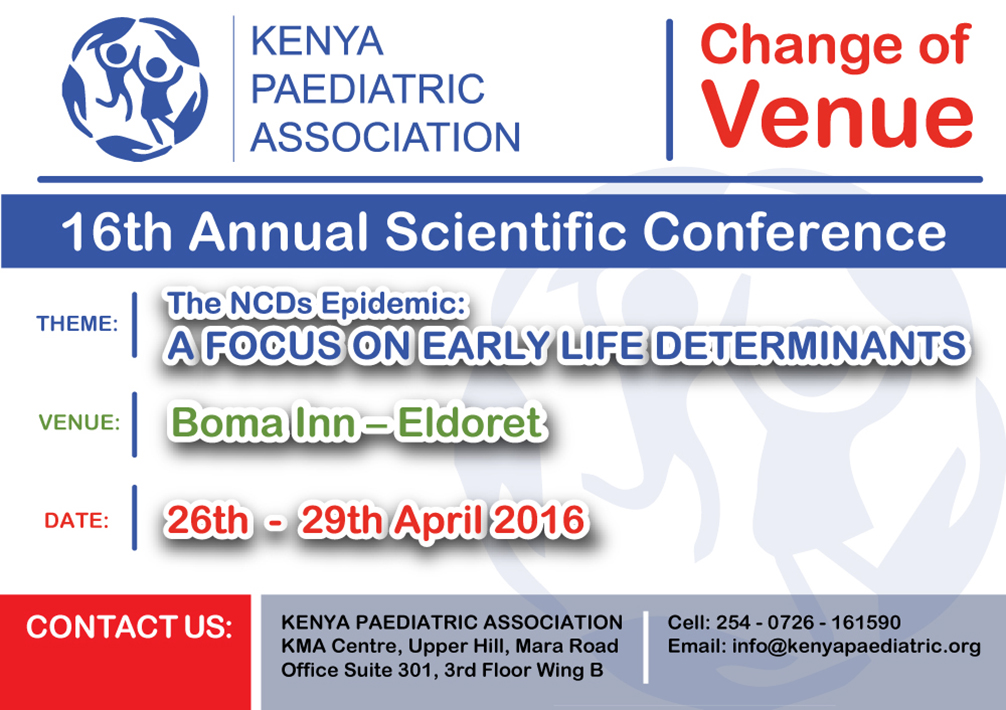 KENYA
PAEDIATRIC
ASSOCIATION
Change of
Venue
16th Annual Scientific Conference
THEME:
The NCDs Epidemic:
A FOCUS ON EARLY LIFE DETERMINANTS
VENUE:
Boma Inn – Eldoret
DATE:
26th - 29th April 2016
CONTACT US:
KENYA PAEDIATRIC ASSOCIATION
KMA Centre, Upper Hill, Mara Road
Office Suite 301, 3rd Floor Wing B
Cell: 254 - 0726 - 161590
Email: info@kenyapaediatric.org